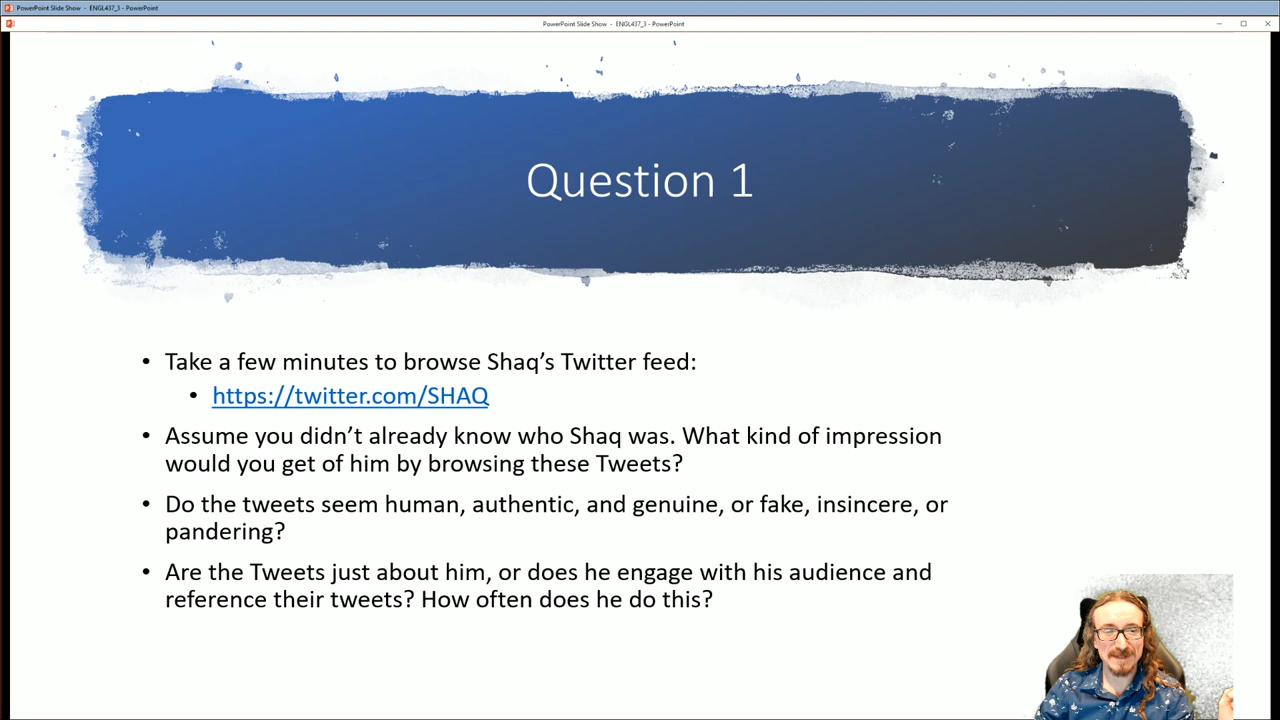 PowerPoint Slide Show - ENGL437_3 - PowerPoint
PowerPoint Slide Show - ENGL437_3 - PowerPoint
Question 1
• Take a few minutes to browse Shaq’s Twitter feed:
• https://twitter.com/SHAQ
• Assume you didn’t already know who Shaq was. What kind of impression
would you get of him by browsing these Tweets?
• Do the tweets seem human, authentic, and genuine, or fake, insincere, or
pandering?
• Are the Tweets just about him, or does he engage with his audience and
reference their tweets? How often does he do this?